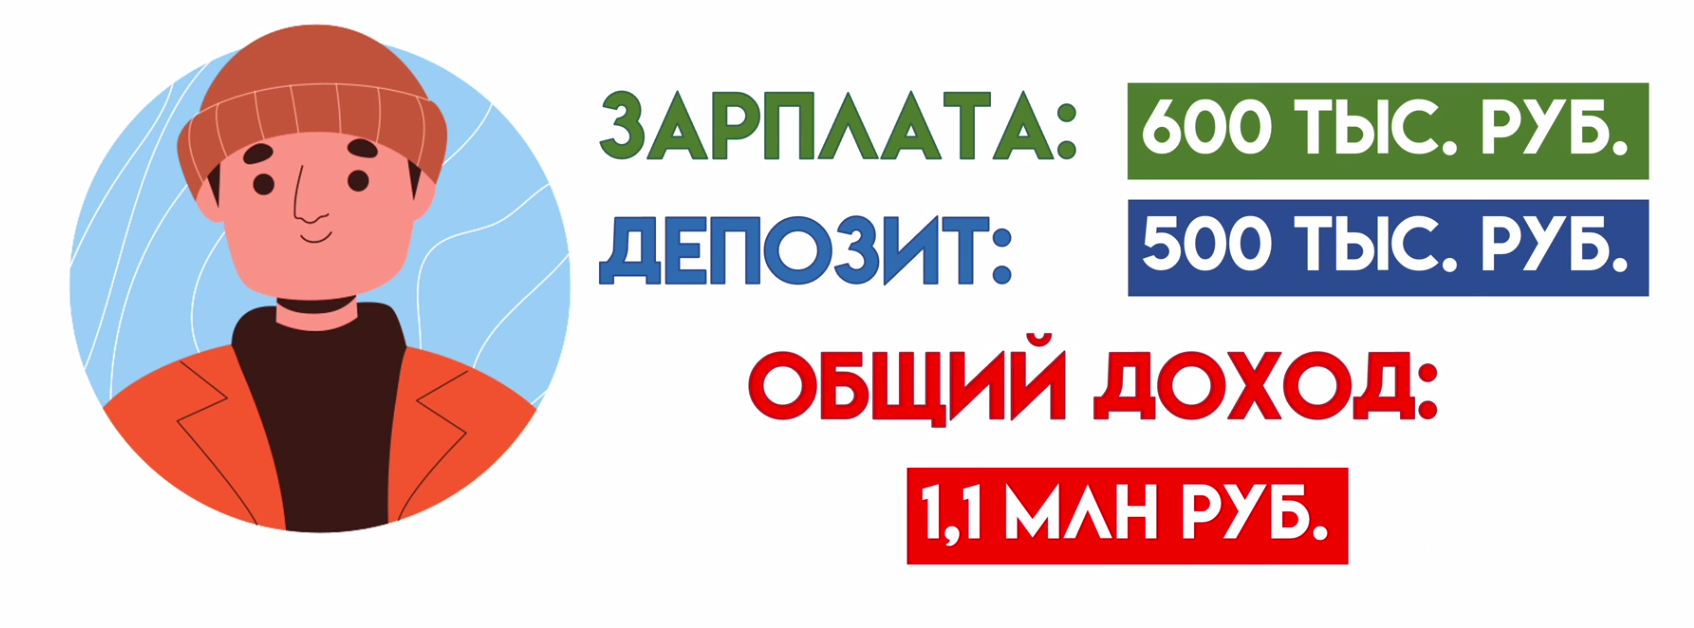 ЗАРПЛАТА: 600 ТЫС. РУБ.
ДЕПОЗИТ: 500 ТЫС. РУБ.
ОБЩИЙ ДОХОД:
1,1 МЛН РУБ.